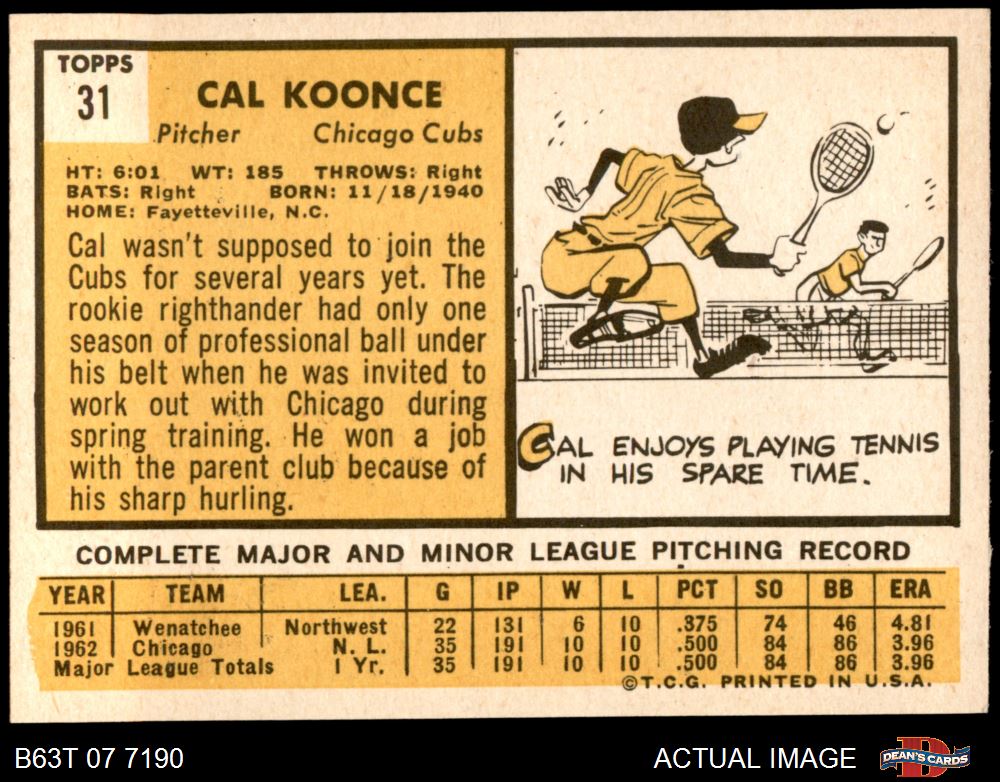 TOPPS
31
CAL KOONCE
Pitcher Chicago Cubs
HT: 6:01 WT: 185 THROWS: Right
BATS: Right BORN: 11/18/1940
HOME: Fayetteville, N.C.
Cal wasn't supposed to join the
Cubs for several years yet. The
rookie righthander had only one
season of professional ball under
his belt when he was invited to
work out with Chicago during
spring training. He won a job
with the parent club because of
his sharp hurling.
CAL ENJOYS PLAYING TENNIS
IN HIS SPARE TIME.
COMPLETE MAJOR AND MINOR LEAGUE PITCHING RECORD
YEAR TEAM LEA. G IP W L PCT SO BB ERA
1961 Wenatchee Northwest 22 131 6 10 .375 74 46 4.81
1962 Chicago N. L. 35 191 10 10 .500 84 86 3.96
Major League Totals 1 Yr. 35 191 10 10 .500 84 86 3.96
©T.C.G. PRINTED IN U.S.A.
B63T 07 7190 ACTUAL IMAGE DEAN'S CARDS